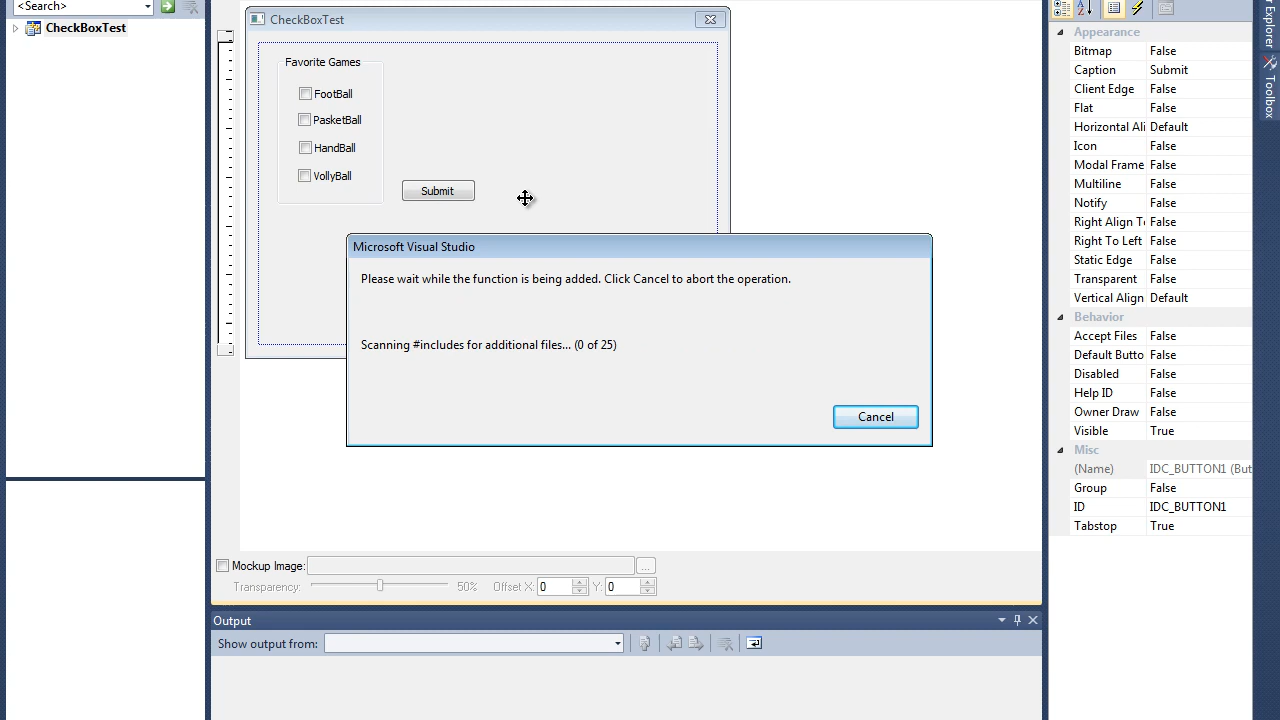 <Search>
CheckBoxTest
CheckBoxTest
Favorite Games
FootBall
PasketBall
HandBall
VollyBall
Submit
Microsoft Visual Studio
Please wait while the function is being added. Click Cancel to abort the operation.
Scanning #includes for additional files... (0 of 25)
Cancel
Mockup Image:
...
Transparency: 50% Offset X: 0 Y: 0
Output
Show output from:
Appearance
Bitmap False
Caption Submit
Client Edge False
Flat False
Horizontal Ali Default
Icon False
Modal Frame False
Multiline False
Notify False
Right Align T False
Right To Left False
Static Edge False
Transparent False
Vertical Align Default
Behavior
Accept Files False
Default Butto False
Disabled False
Help ID False
Owner Draw False
Visible True
Misc
(Name) IDC_BUTTON1 (But
Group False
ID IDC_BUTTON1
Tabstop True
r Explorer
Toolbox